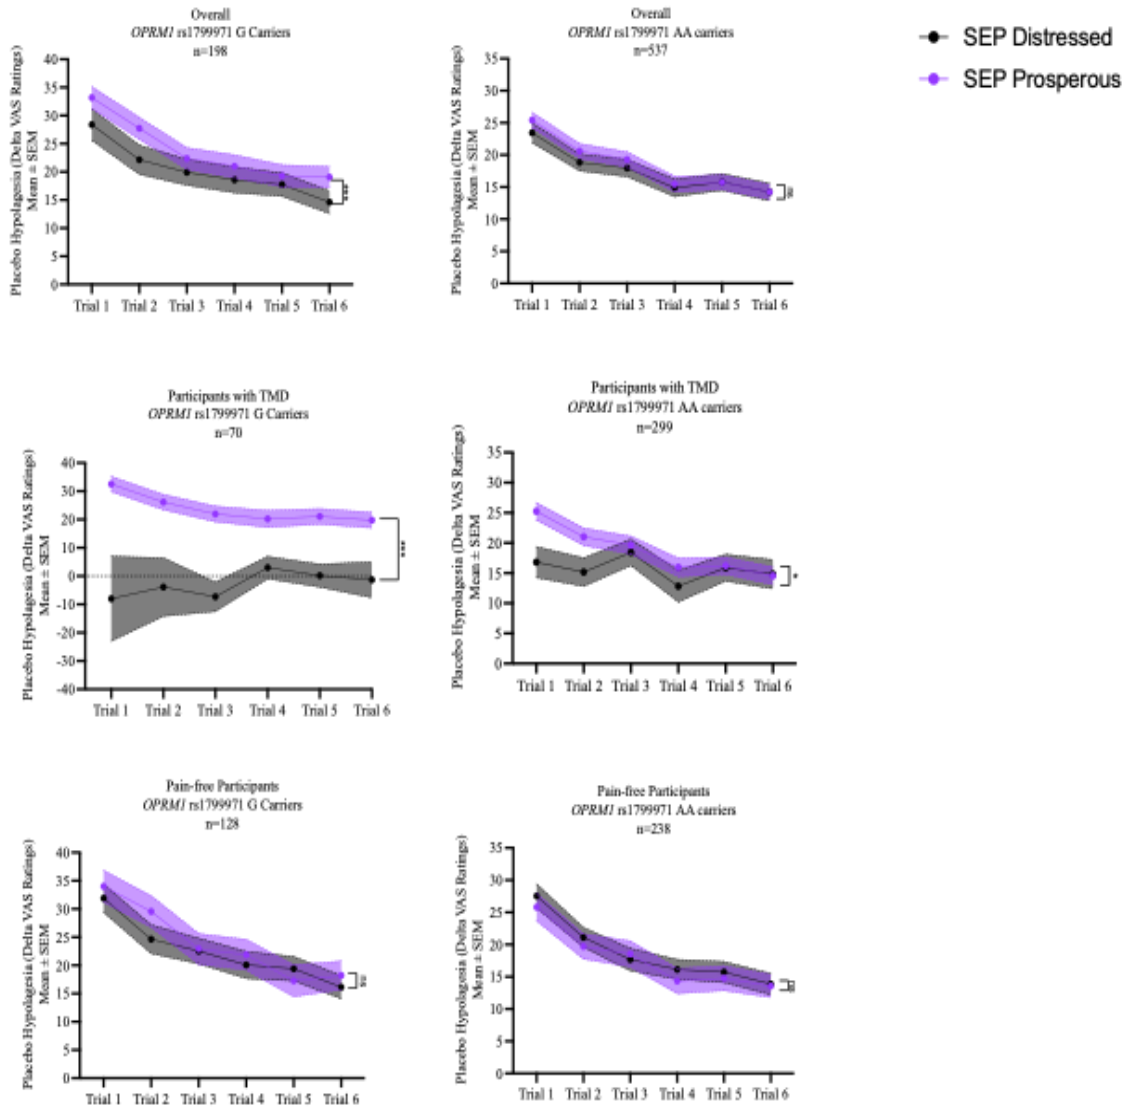 Overall
OPRM1 rs1799971 G Carriers
n=198
Placebo Hypolagesia (Delta VAS Ratings)
Mean ± SEM
40
35
30
25
20
15
10
5
0
***
Trial 1 Trial 2 Trial 3 Trial 4 Trial 5 Trial 6
Overall
OPRM1 rs1799971 AA carriers
n=537
Placebo Hypolagesia (Delta VAS Ratings)
Mean ± SEM
35
30
25
20
15
10
5
0
ns
Trial 1 Trial 2 Trial 3 Trial 4 Trial 5 Trial 6
SEP Distressed
SEP Prosperous
Participants with TMD
OPRM1 rs1799971 G Carriers
n=70
Placebo Hypolagesia (Delta VAS Ratings)
Mean ± SEM
40
30
20
10
0
-10
-20
-30
-40
***
Trial 1 Trial 2 Trial 3 Trial 4 Trial 5 Trial 6
Participants with TMD
OPRM1 rs1799971 AA carriers
n=299
Placebo Hypolagesia (Delta VAS Ratings)
Mean ± SEM
35
30
25
20
15
10
5
0
*
Trial 1 Trial 2 Trial 3 Trial 4 Trial 5 Trial 6
Pain-free Participants
OPRM1 rs1799971 G Carriers
n=128
Placebo Hypolagesia (Delta VAS Ratings)
Mean ± SEM
40
35
30
25
20
15
10
5
0
ns
Trial 1 Trial 2 Trial 3 Trial 4 Trial 5 Trial 6
Pain-free Participants
OPRM1 rs1799971 AA carriers
n=238
Placebo Hypolagesia (Delta VAS Ratings)
Mean ± SEM
35
30
25
20
15
10
5
0
ns
Trial 1 Trial 2 Trial 3 Trial 4 Trial 5 Trial 6